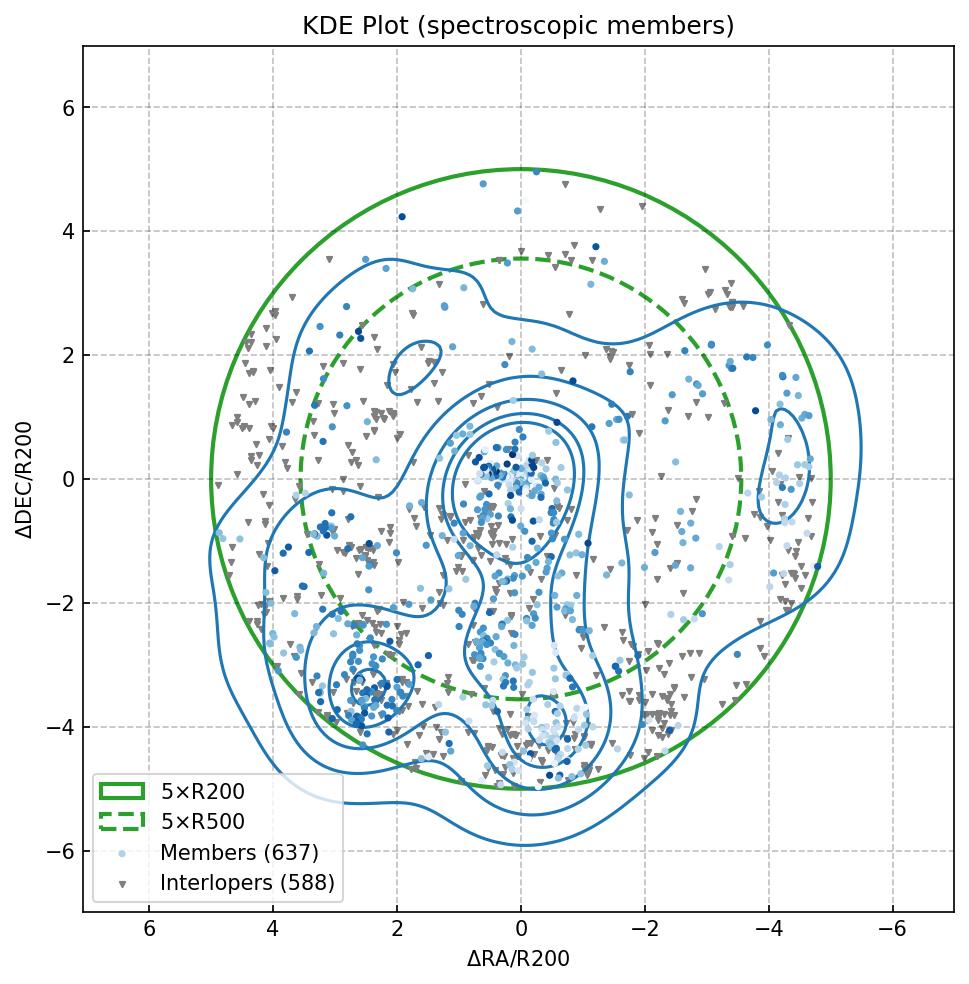 KDE Plot (spectroscopic members)
6
4
2
0
−2
−4
−6
ΔDEC/R200
5×R200
5×R500
Members (637)
Interlopers (588)
6
4
2
0
−2
−4
−6
ΔRA/R200